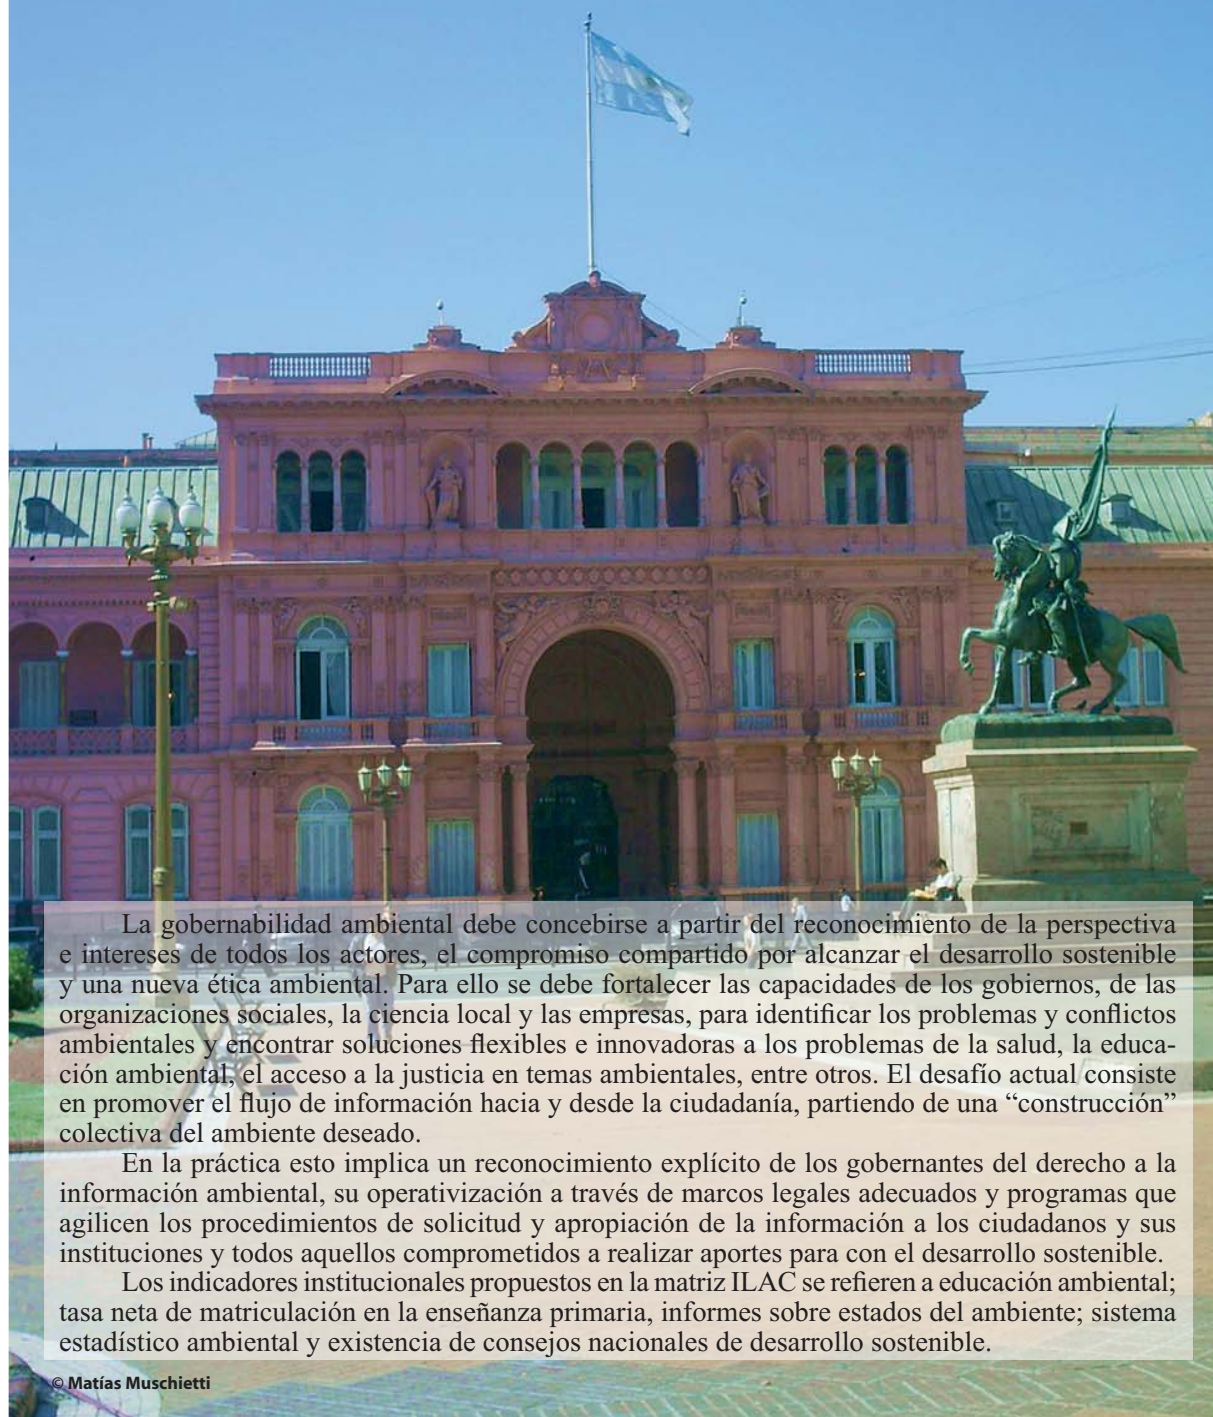 La gobernabilidad ambiental debe concebirse a partir del reconocimiento de la perspectiva
e intereses de todos los actores, el compromiso compartido por alcanzar el desarrollo sostenible
y una nueva ética ambiental. Para ello se debe fortalecer las capacidades de los gobiernos, de las
organizaciones sociales, la ciencia local y las empresas, para identificar los problemas y conflictos
ambientales y encontrar soluciones flexibles e innovadoras a los problemas de la salud, la educa-
ción ambiental, el acceso a la justicia en temas ambientales, entre otros. El desafío actual consiste
en promover el flujo de información hacia y desde la ciudadanía, partiendo de una “construcción”
colectiva del ambiente deseado.
En la práctica esto implica un reconocimiento explícito de los gobernantes del derecho a la
información ambiental, su operativización a través de marcos legales adecuados y programas que
agilicen los procedimientos de solicitud y apropiación de la información a los ciudadanos y sus
instituciones y todos aquellos comprometidos a realizar aportes para con el desarrollo sostenible.
Los indicadores institucionales propuestos en la matriz ILAC se refieren a educación ambiental;
tasa neta de matriculación en la enseñanza primaria, informes sobre estados del ambiente; sistema
estadístico ambiental y existencia de consejos nacionales de desarrollo sostenible.
© Matías Muschietti